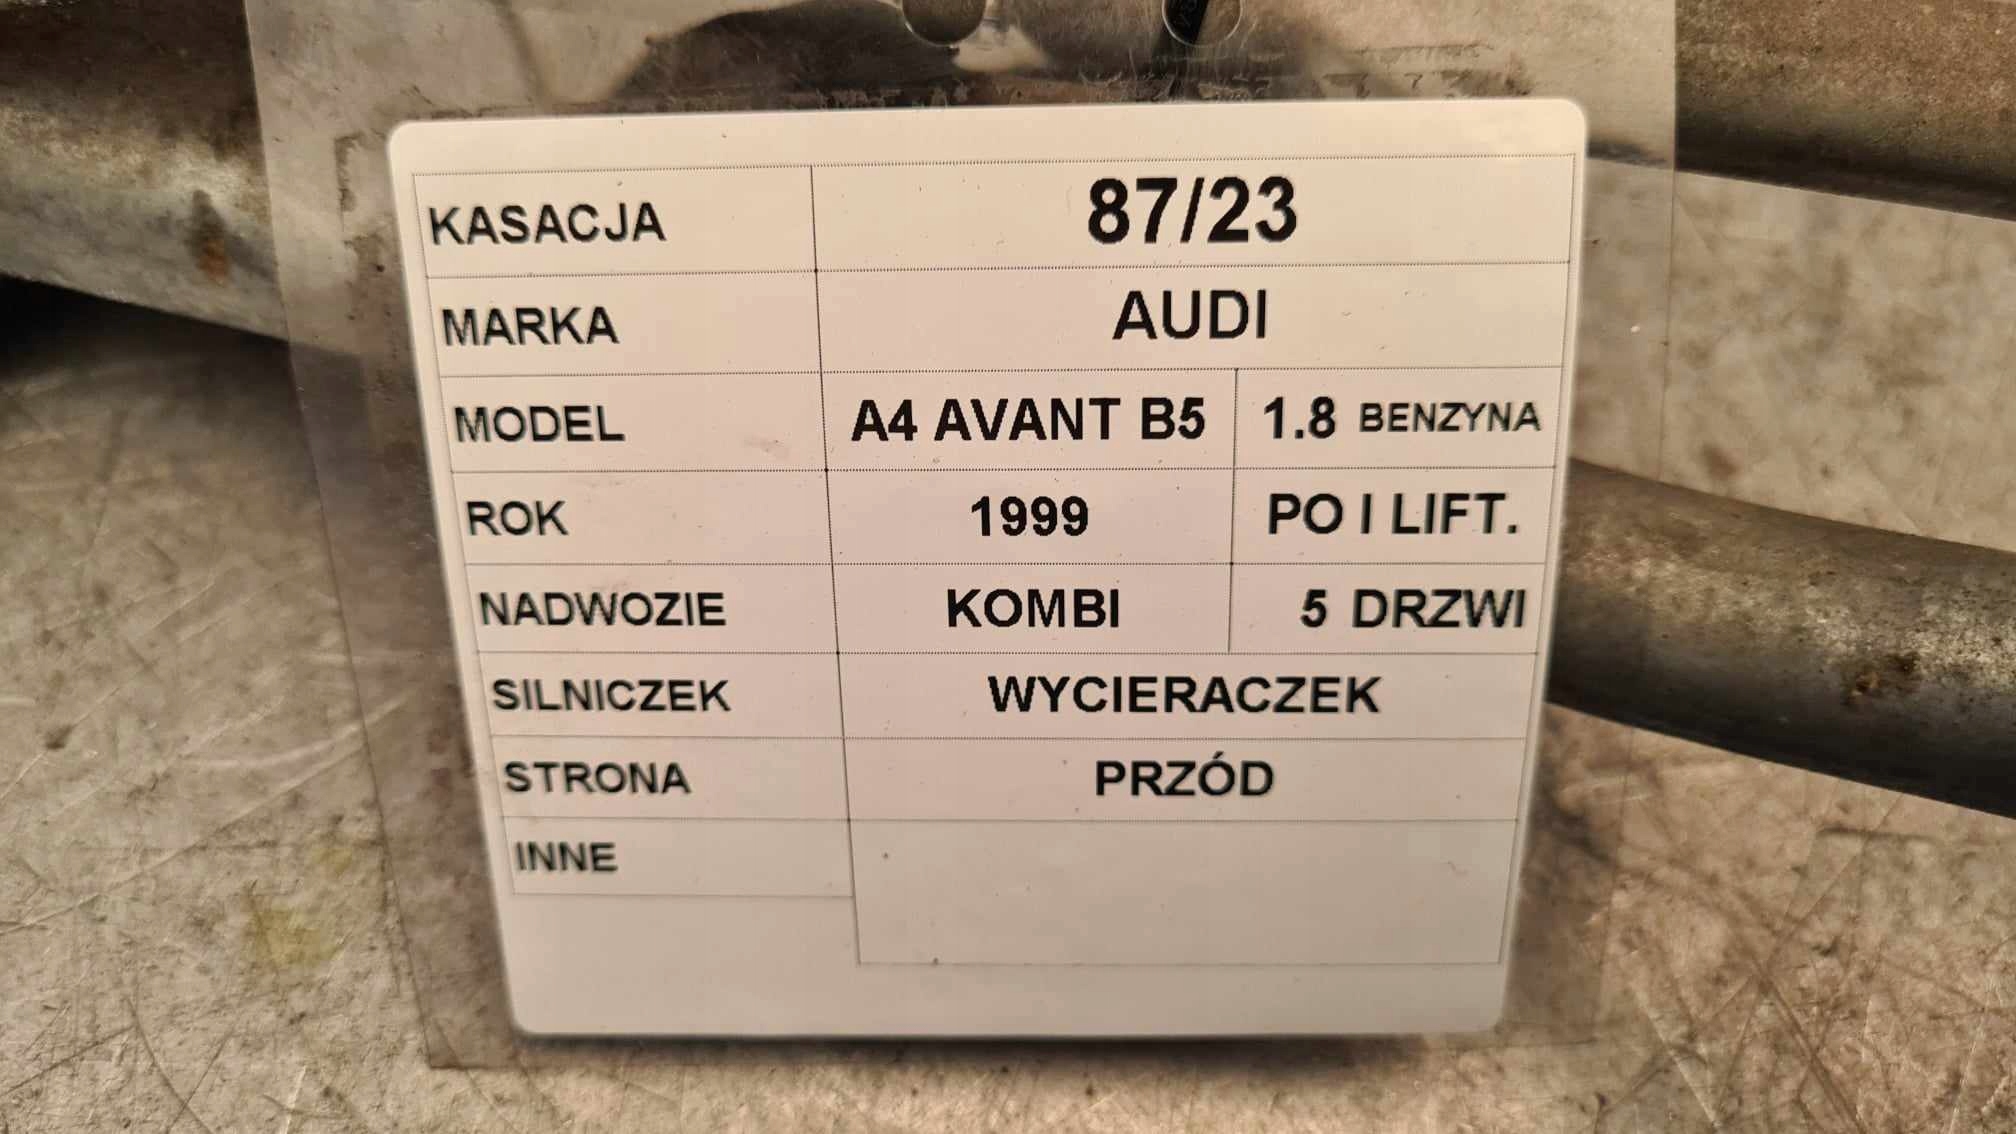 KASACJA 87/23
MARKA AUDI
MODEL A4 AVANT B5 1.8 BENZYNA
ROK 1999 PO I LIFT.
NADWOZIE KOMBI 5 DRZWI
SILNICZEK WYCIERACZEK
STRONA PRZÓD
INNE